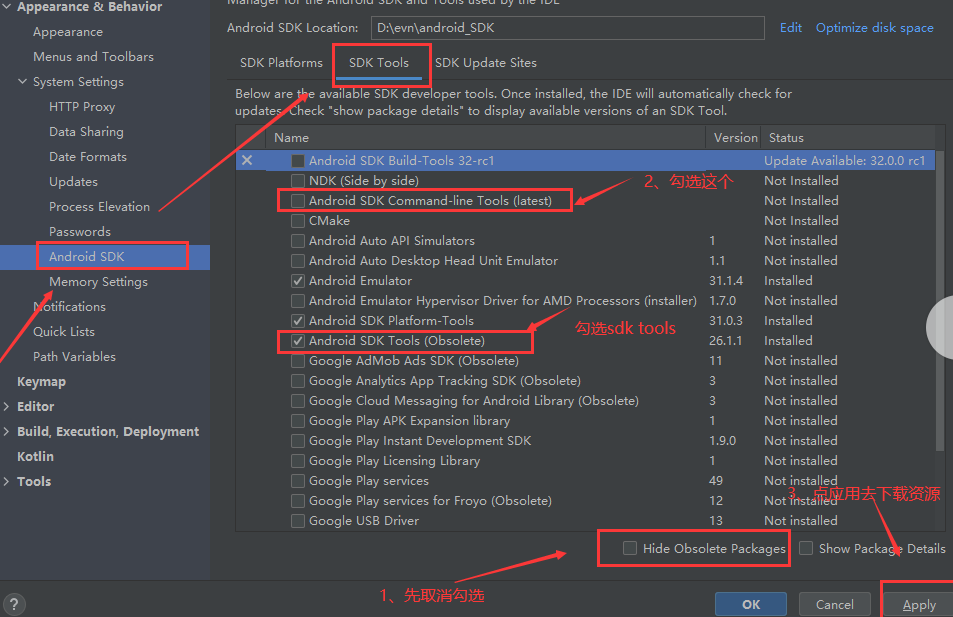 Appearance & Behavior
Appearance
Menus and Toolbars
System Settings
HTTP Proxy
Data Sharing
Date Formats
Updates
Process Elevation
Passwords
Android SDK
Memory Settings
Notifications
Quick Lists
Path Variables
Keymap
Editor
Build, Execution, Deployment
Kotlin
Tools
?
Manager for the Android SDK and Tools used by the IDE
Android SDK Location: D:\evn\android_SDK Edit Optimize disk space
SDK Platforms SDK Tools SDK Update Sites
Below are the available SDK developer tools. Once installed, the IDE will automatically check for
updates. Check "show package details" to display available versions of an SDK Tool.
Name Version Status
Android SDK Build-Tools 32-rc1 Update Available: 32.0.0 rc1
NDK (Side by side) Not Installed
Android SDK Command-line Tools (latest) Not Installed
CMake Not Installed
Android Auto API Simulators 1 Not installed
Android Auto Desktop Head Unit Emulator 1.1 Not installed
Android Emulator 31.1.4 Installed
Android Emulator Hypervisor Driver for AMD Processors (installer) 1.7.0 Not installed
Android SDK Platform-Tools 31.0.3 Installed
Android SDK Tools (Obsolete) 26.1.1 Installed
Google AdMob Ads SDK (Obsolete) 11 Not installed
Google Analytics App Tracking SDK (Obsolete) 3 Not installed
Google Cloud Messaging for Android Library (Obsolete) 3 Not installed
Google Play APK Expansion library 1 Not installed
Google Play Instant Development SDK 1.9.0 Not installed
Google Play Licensing Library 1 Not installed
Google Play services 49 Not installed
Google Play services for Froyo (Obsolete) 12 Not installed
Google USB Driver 13 Not installed
2、勾选这个
勾选sdk tools
3、点应用去下载资源
Hide Obsolete Packages Show Package Details
1、先取消勾选
OK Cancel Apply